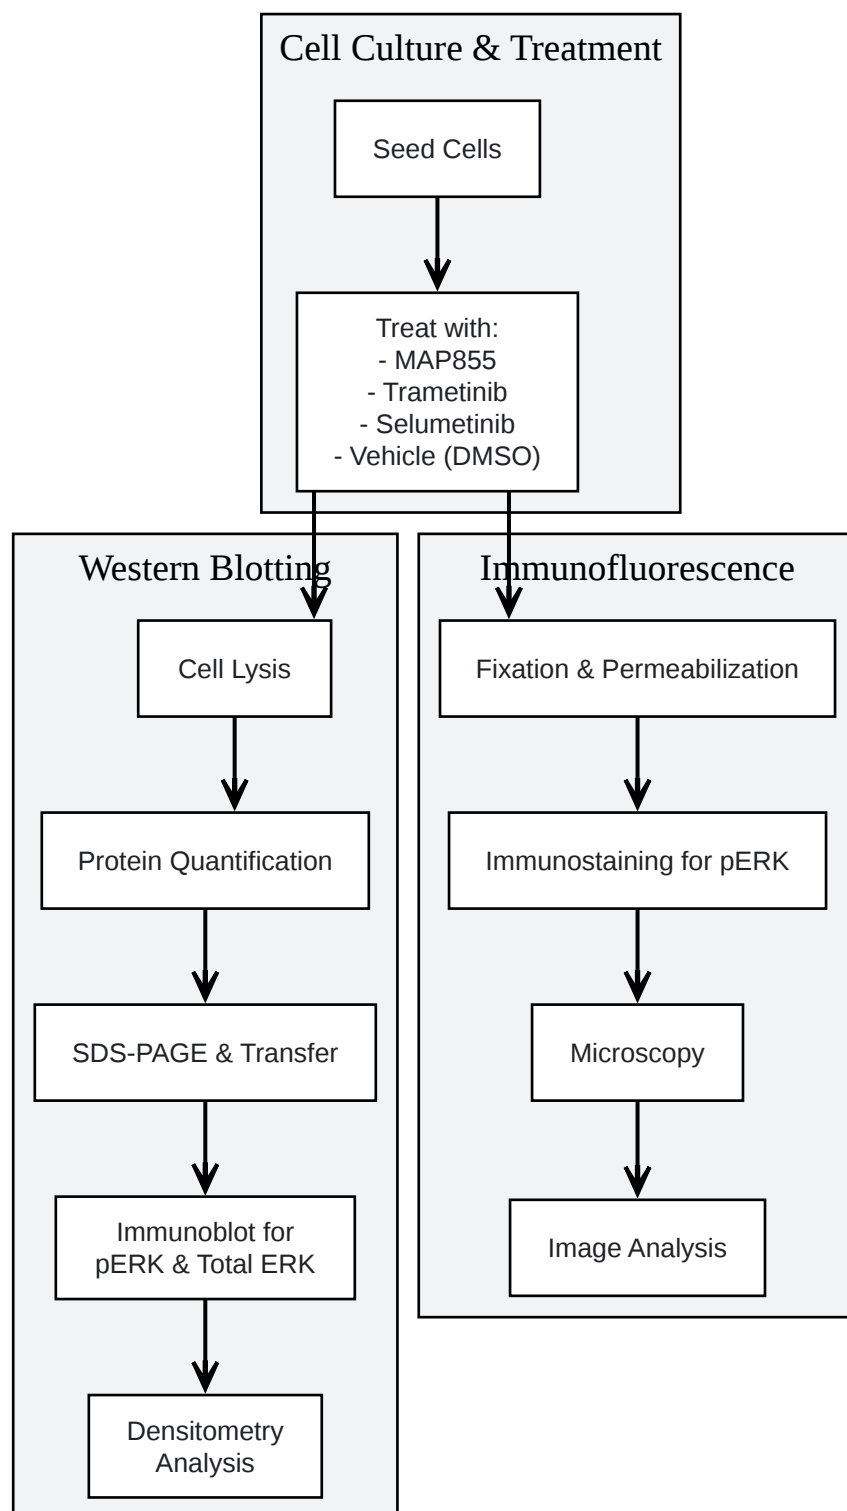 Cell Culture & Treatment
Seed Cells
Treat with:
- MAP855
- Trametinib
- Selumetinib
- Vehicle (DMSO)
Western Blotting
Cell Lysis
Protein Quantification
SDS-PAGE & Transfer
Immunoblot for
pERK & Total ERK
Densitometry
Analysis
Immunofluorescence
Fixation & Permeabilization
Immunostaining for pERK
Microscopy
Image Analysis